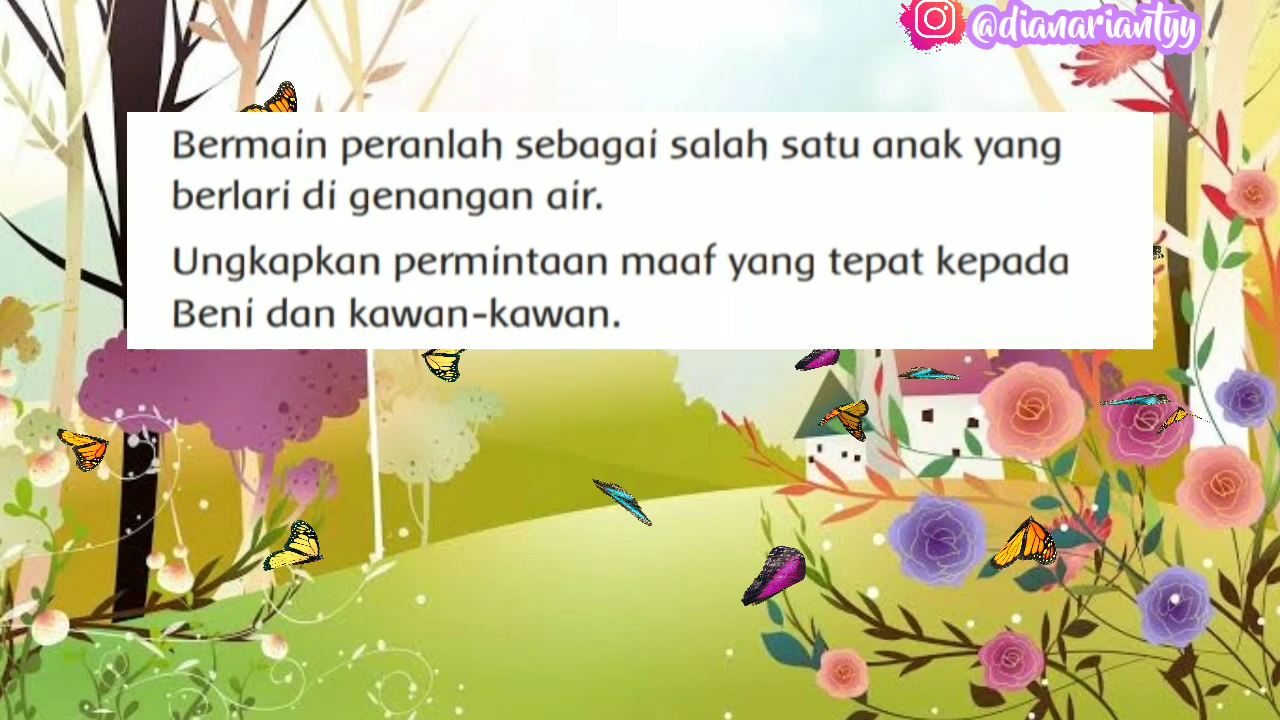 @dianariantyy
Bermain peranlah sebagai salah satu anak yang
berlari di genangan air.
Ungkapkan permintaan maaf yang tepat kepada
Beni dan kawan-kawan.